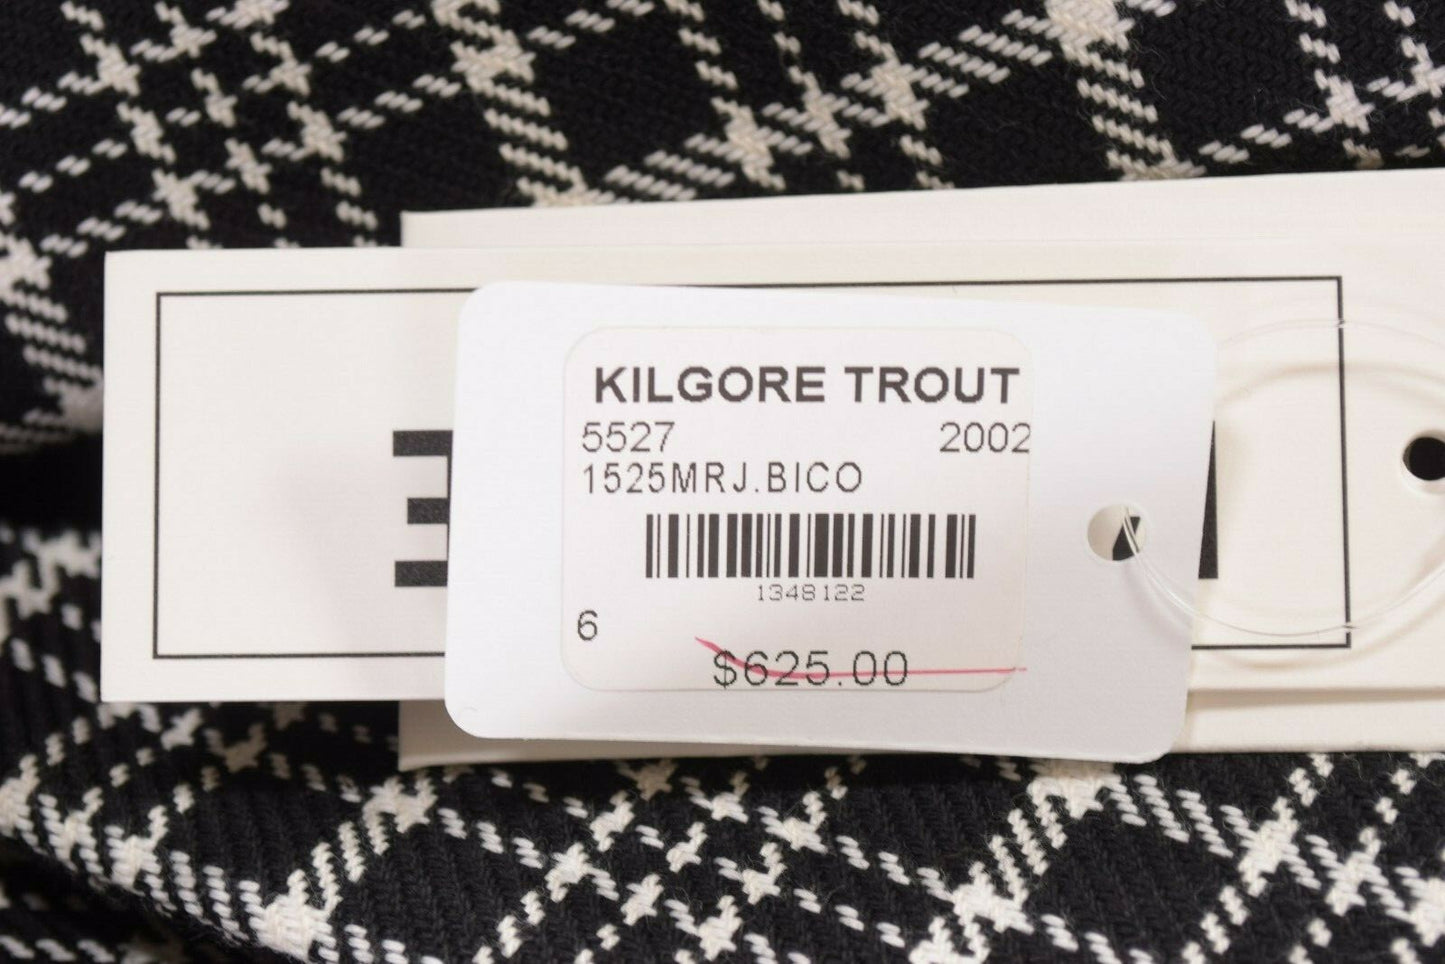 KILGORE TROUT
5527 2002
1525MRJ.BICO
1348122
6
$625.00